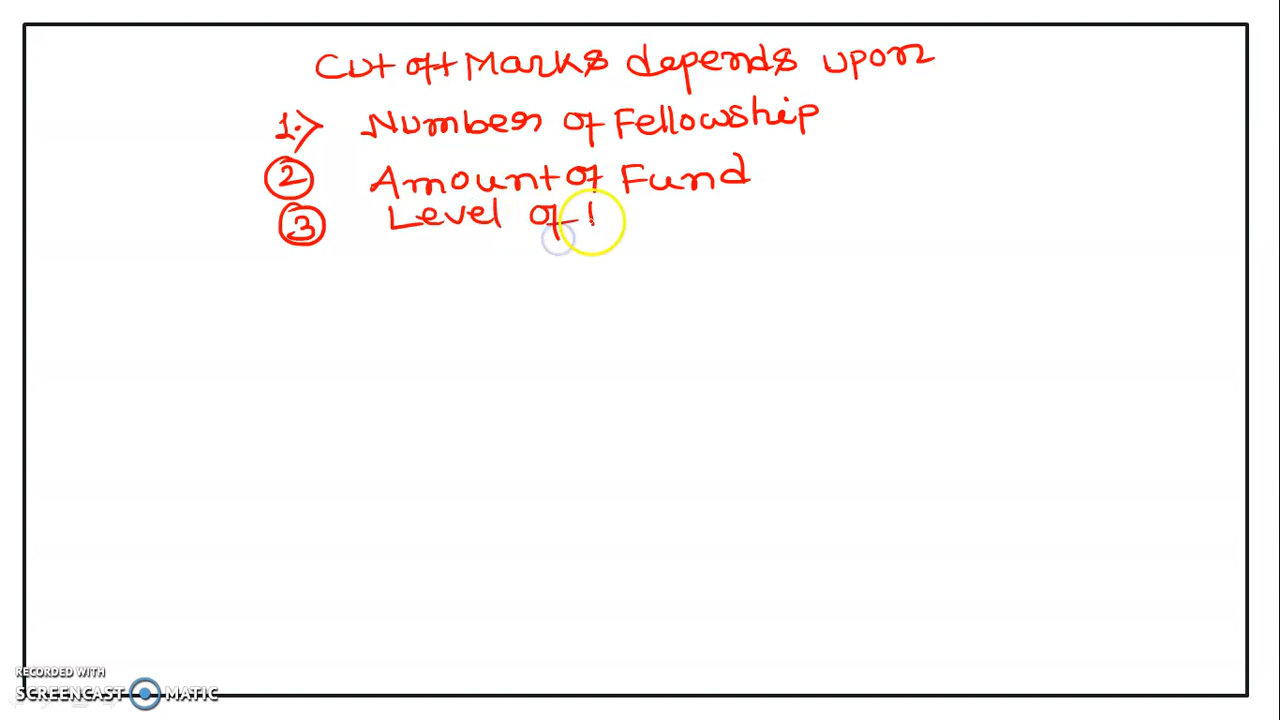 Cut off Marks depends upon
1.) Number of Fellowship
2 Amount of Fund
3 Level of
RECORDED WITH
SCREENCAST MATIC